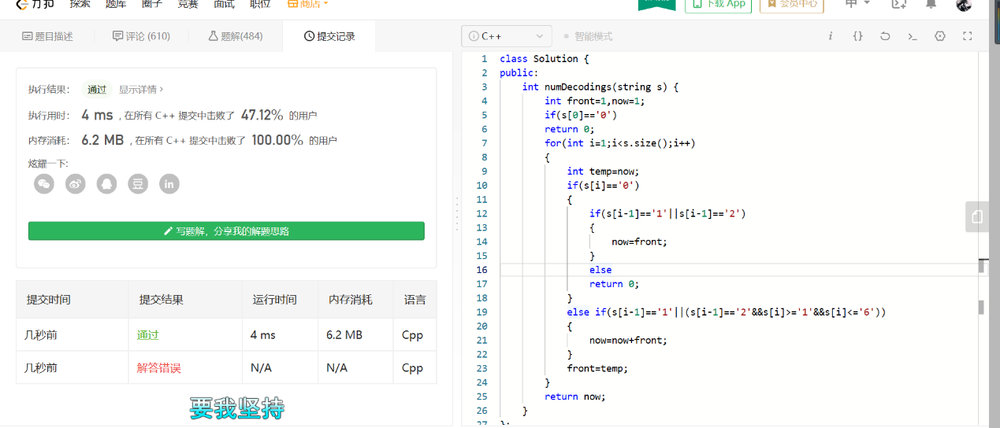 力扣 探索 题库 圈子 竞赛 面试 职位 商店 下载 App 会员中心 中
题目描述 评论 (610) 题解(484) 提交记录 C++ 智能模式
执行结果： 通过 显示详情 ›
执行用时： 4 ms , 在所有 C++ 提交中击败了 47.12% 的用户
内存消耗： 6.2 MB , 在所有 C++ 提交中击败了 100.00% 的用户
炫耀一下:
写题解，分享我的解题思路
提交时间 提交结果 运行时间 内存消耗 语言
几秒前 通过 4 ms 6.2 MB Cpp
几秒前 解答错误 N/A N/A Cpp
要我坚持
1 class Solution {
2 public:
3 int numDecodings(string s) {
4 int front=1,now=1;
5 if(s[0]=='0')
6 return 0;
7 for(int i=1;i<s.size();i++)
8 {
9 int temp=now;
10 if(s[i]=='0')
11 {
12 if(s[i-1]=='1'||s[i-1]=='2')
13 {
14 now=front;
15 }
16 else
17 return 0;
18 }
19 else if(s[i-1]=='1'||(s[i-1]=='2'&&s[i]>='1'&&s[i]<='6'))
20 {
21 now=now+front;
22 }
23 front=temp;
24 }
25 return now;
26 }
27 };